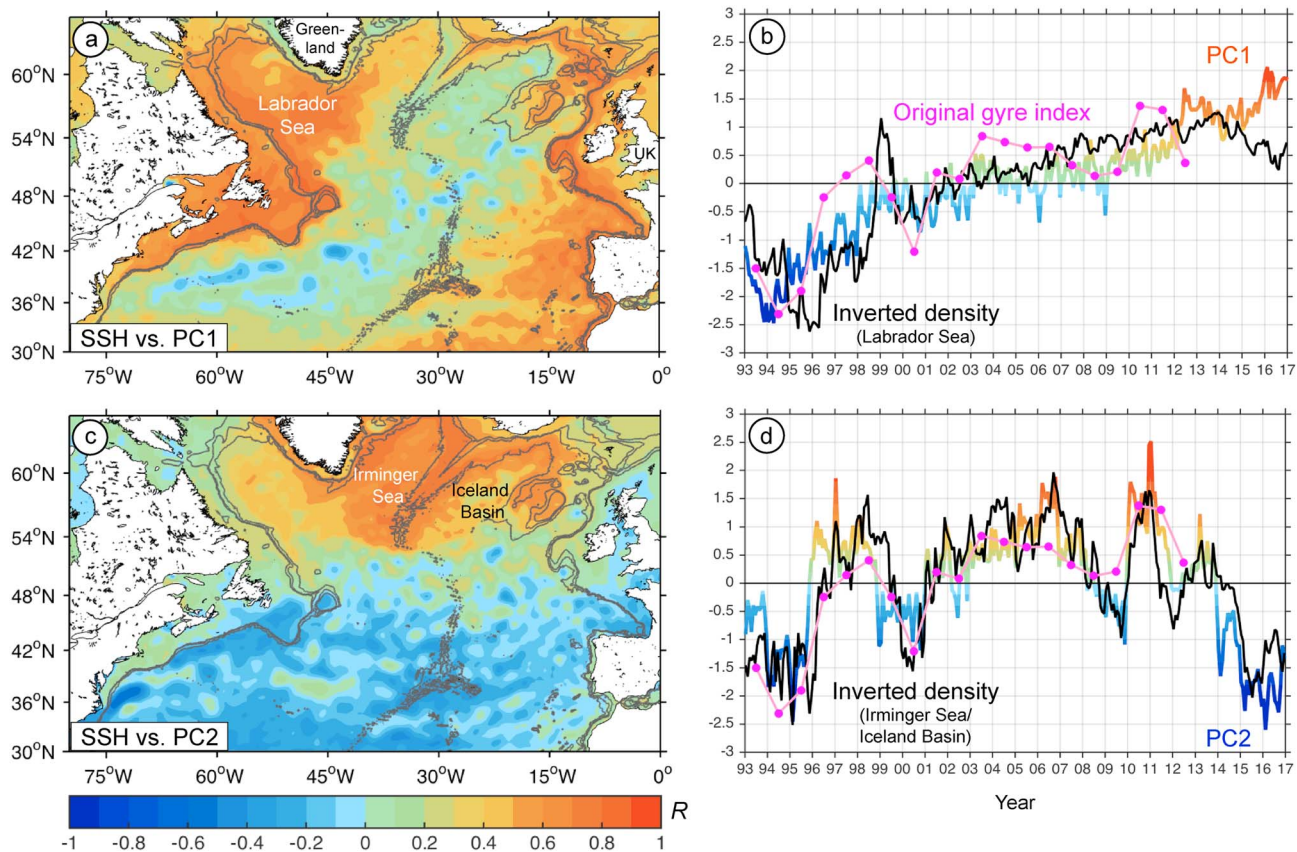 a
Green-
land
Labrador
Sea
UK
SSH vs. PC1
60°N
54°N
48°N
42°N
36°N
30°N
75°W 60°W 45°W 30°W 15°W 0°
b
PC1
Original gyre index
Inverted density
(Labrador Sea)
3
2.5
2
1.5
1
0.5
0
-0.5
-1
-1.5
-2
-2.5
-3
93 94 95 96 97 98 99 00 01 02 03 04 05 06 07 08 09 10 11 12 13 14 15 16 17
c
Irminger
Sea
Iceland
Basin
SSH vs. PC2
60°N
54°N
48°N
42°N
36°N
30°N
75°W 60°W 45°W 30°W 15°W 0°
-1 -0.8 -0.6 -0.4 -0.2 0 0.2 0.4 0.6 0.8 1
R
d
Inverted density
(Irminger Sea/
Iceland Basin)
PC2
3
2.5
2
1.5
1
0.5
0
-0.5
-1
-1.5
-2
-2.5
-3
93 94 95 96 97 98 99 00 01 02 03 04 05 06 07 08 09 10 11 12 13 14 15 16 17
Year